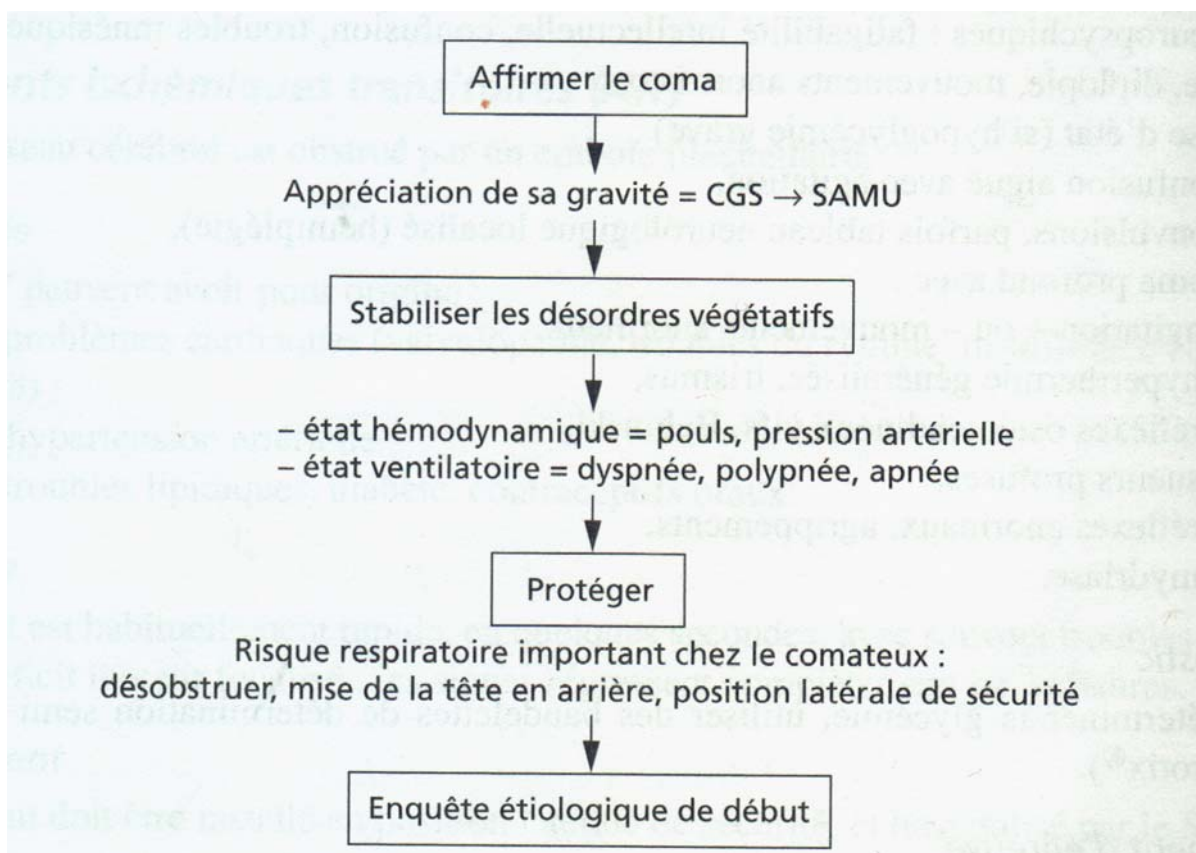 Affirmer le coma
Appréciation de sa gravité = CGS → SAMU
Stabiliser les désordres végétatifs
– état hémodynamique = pouls, pression artérielle
– état ventilatoire = dyspnée, polypnée, apnée
Protéger
Risque respiratoire important chez le comateux :
désobstruer, mise de la tête en arrière, position latérale de sécurité
Enquête étiologique de début